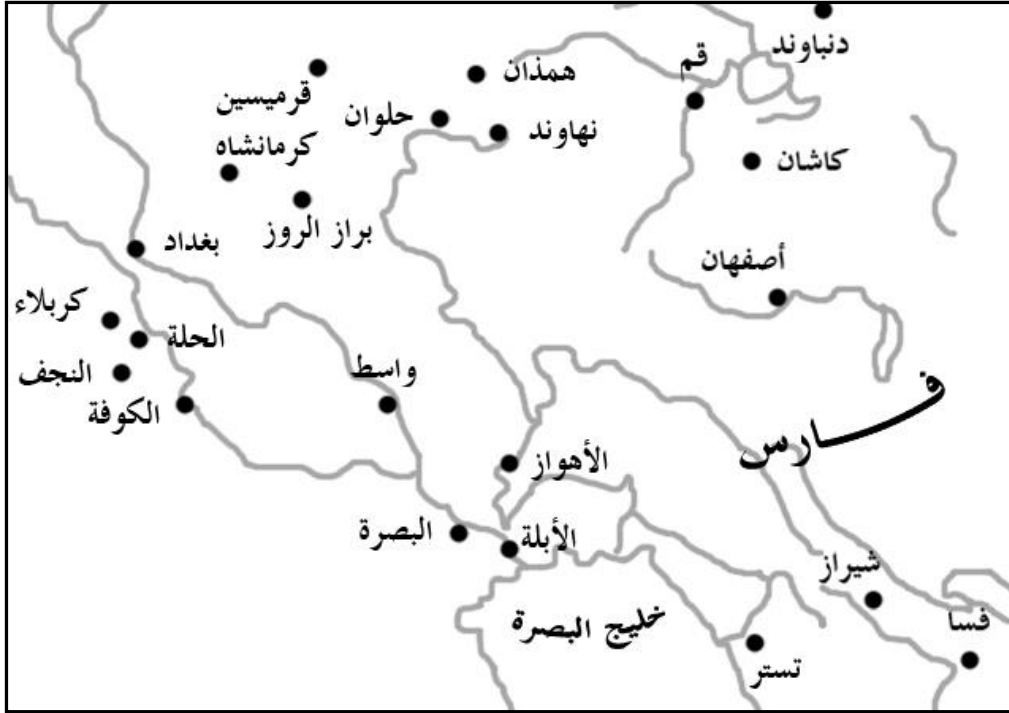 دنباوند
همذان
قم
قرميسين
حلوان
نهاوند
كرمانشاه
كاشان
براز الروز
بغداد
أصفهان
كربلاء
الحلة
واسط
النجف
الكوفة
فارس
الأهواز
البصرة
الأبلة
شيراز
خليج البصرة
فسا
تستر